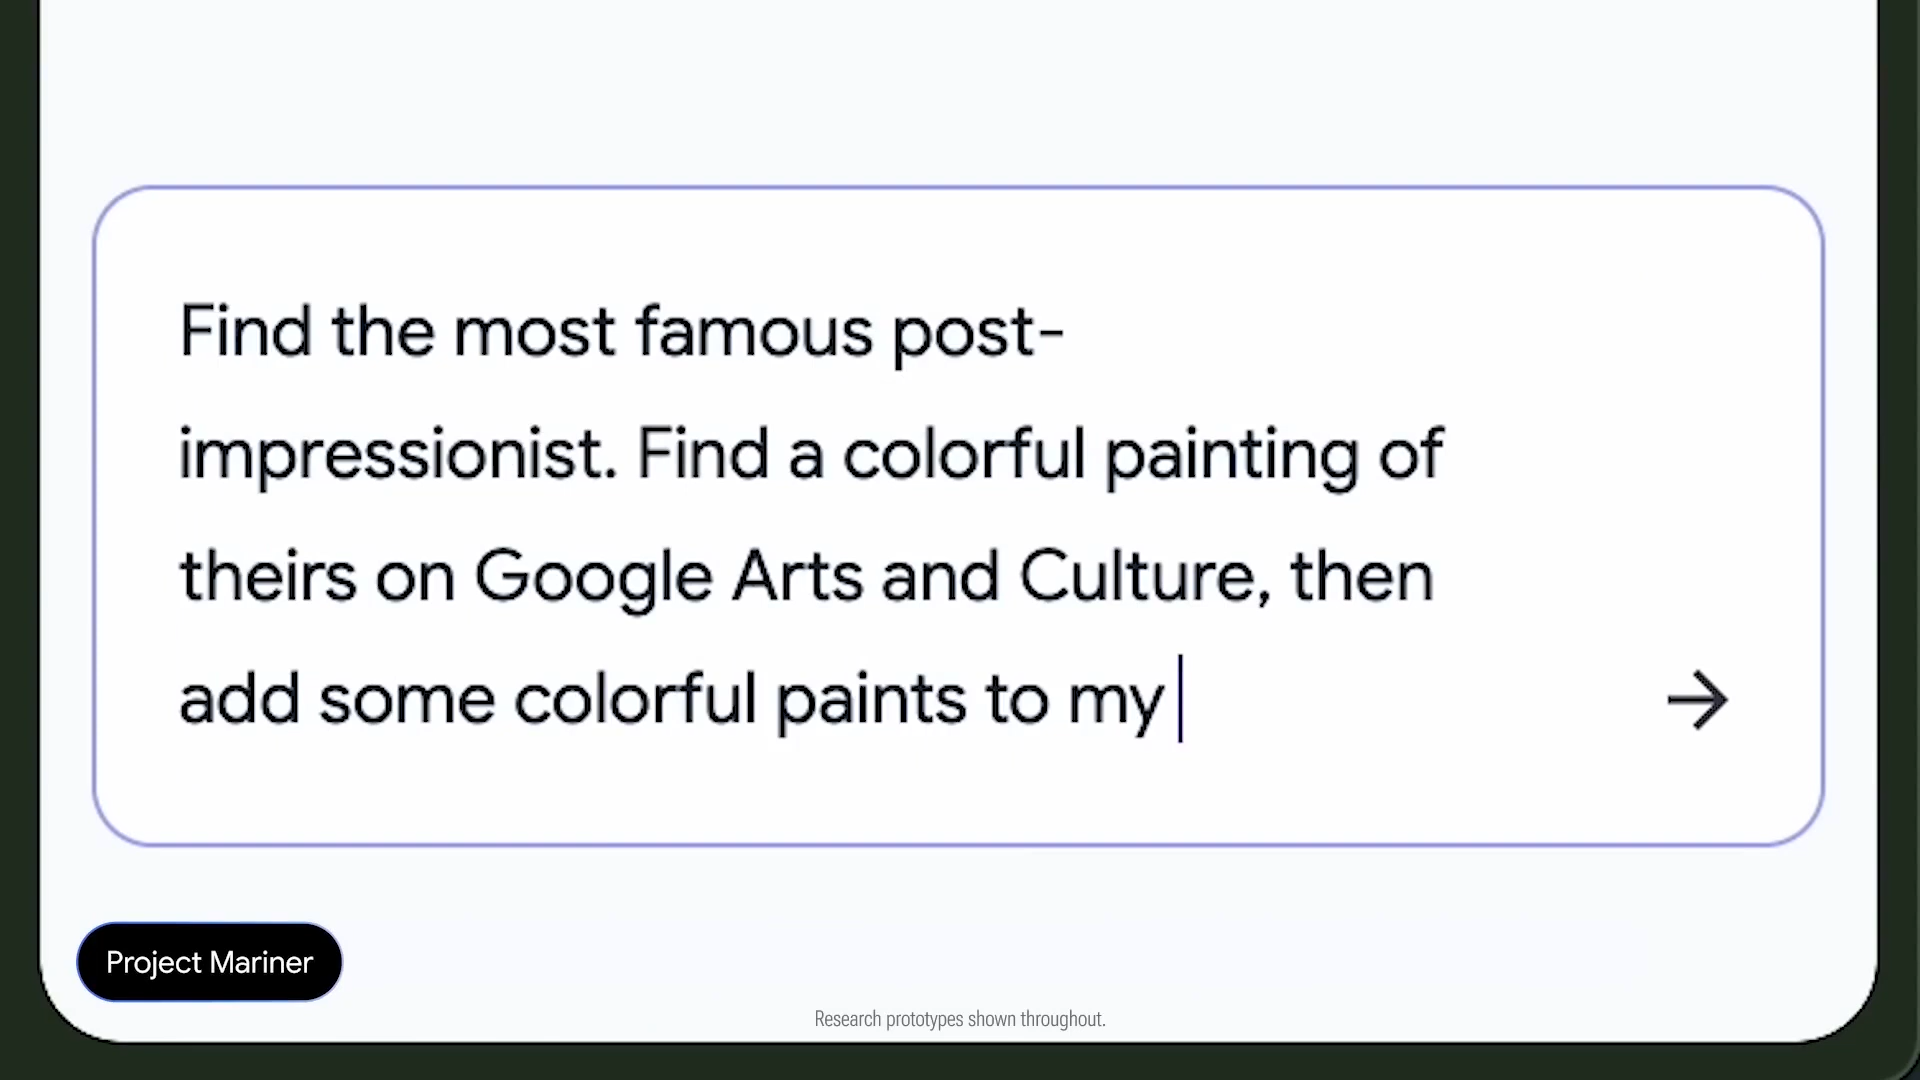 Find the most famous post-
impressionist. Find a colorful painting of
theirs on Google Arts and Culture, then
add some colorful paints to my
Project Mariner
Research prototypes shown throughout.